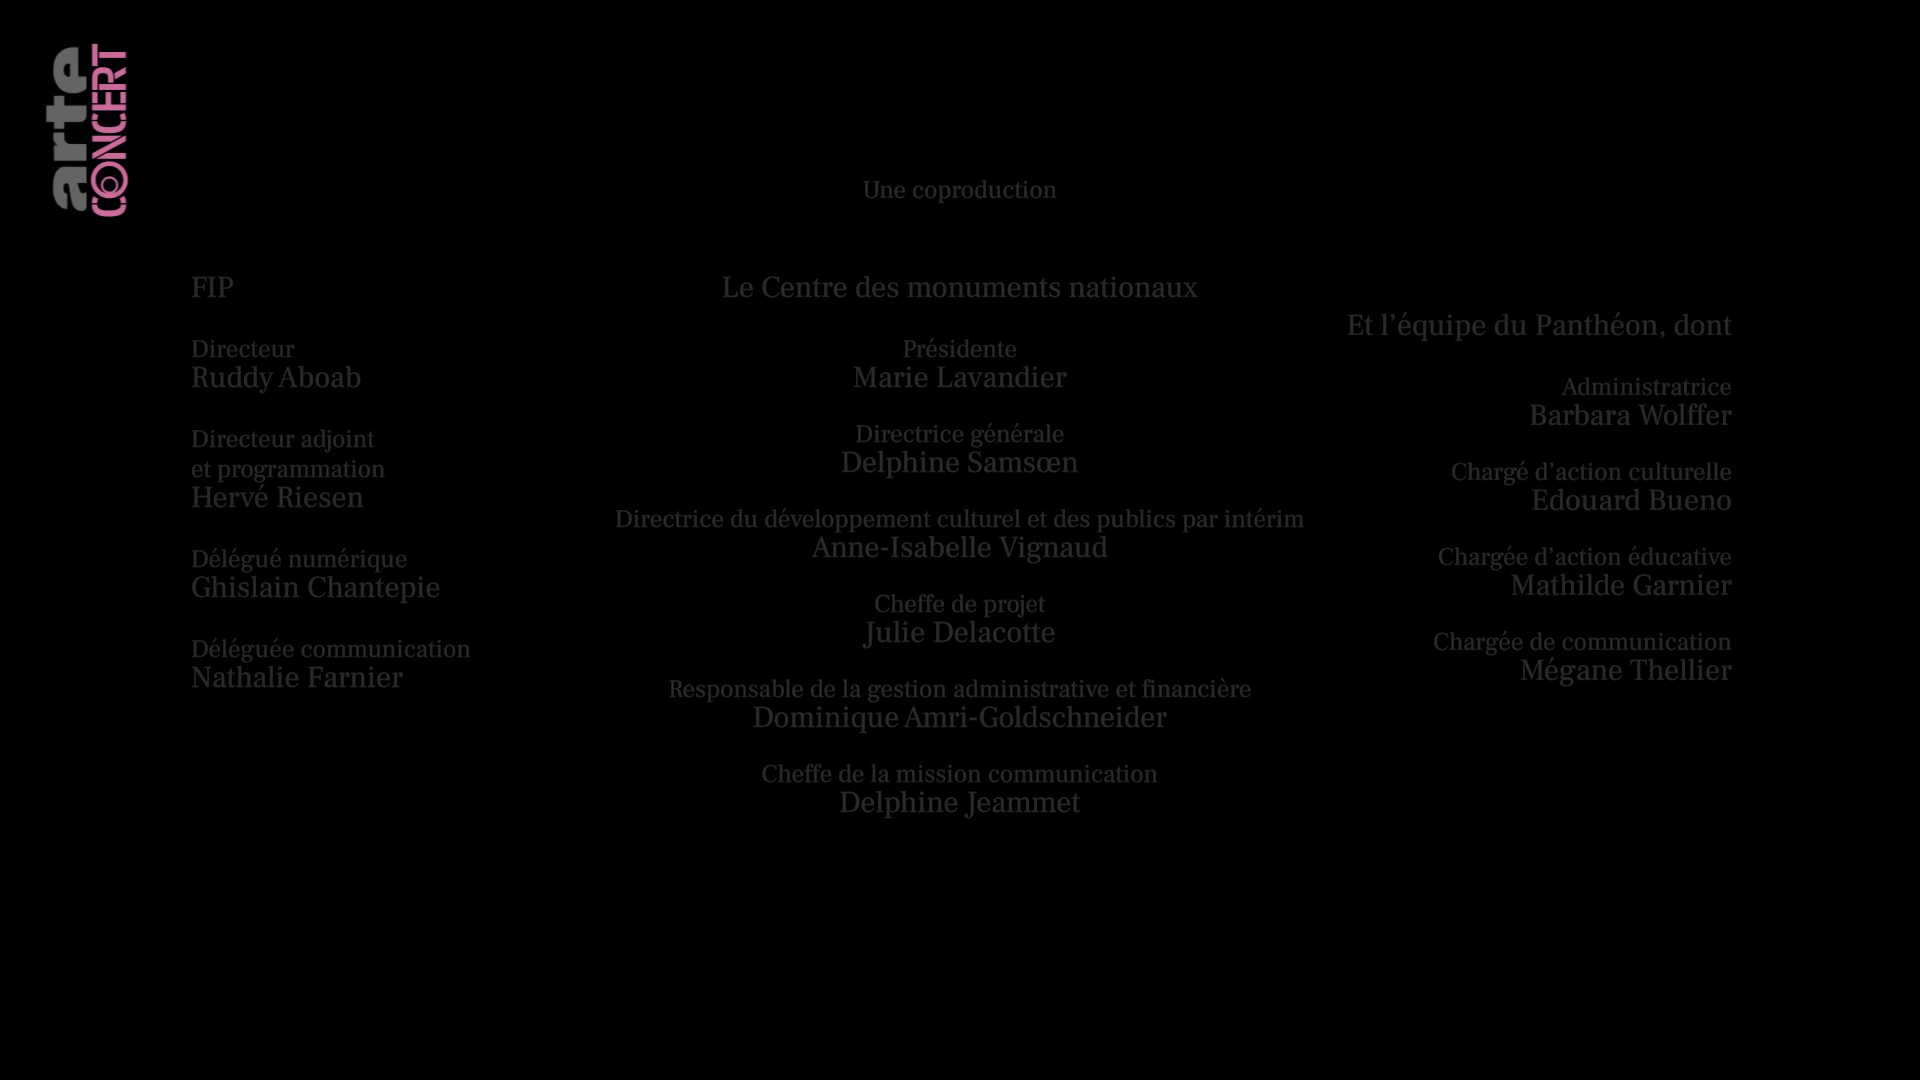 arte
CONCERT
Une coproduction
FIP
Directeur
Ruddy Aboab
Directeur adjoint
et programmation
Hervé Riesen
Délégué numérique
Ghislain Chantepie
Déléguée communication
Nathalie Farnier
Le Centre des monuments nationaux
Présidente
Marie Lavandier
Directrice générale
Delphine Samsœn
Directrice du développement culturel et des publics par intérim
Anne-Isabelle Vignaud
Cheffe de projet
Julie Delacotte
Responsable de la gestion administrative et financière
Dominique Amri-Goldschneider
Cheffe de la mission communication
Delphine Jeammet
Et l’équipe du Panthéon, dont
Administratrice
Barbara Wolffer
Chargé d’action culturelle
Edouard Bueno
Chargée d’action éducative
Mathilde Garnier
Chargée de communication
Mégane Thellier